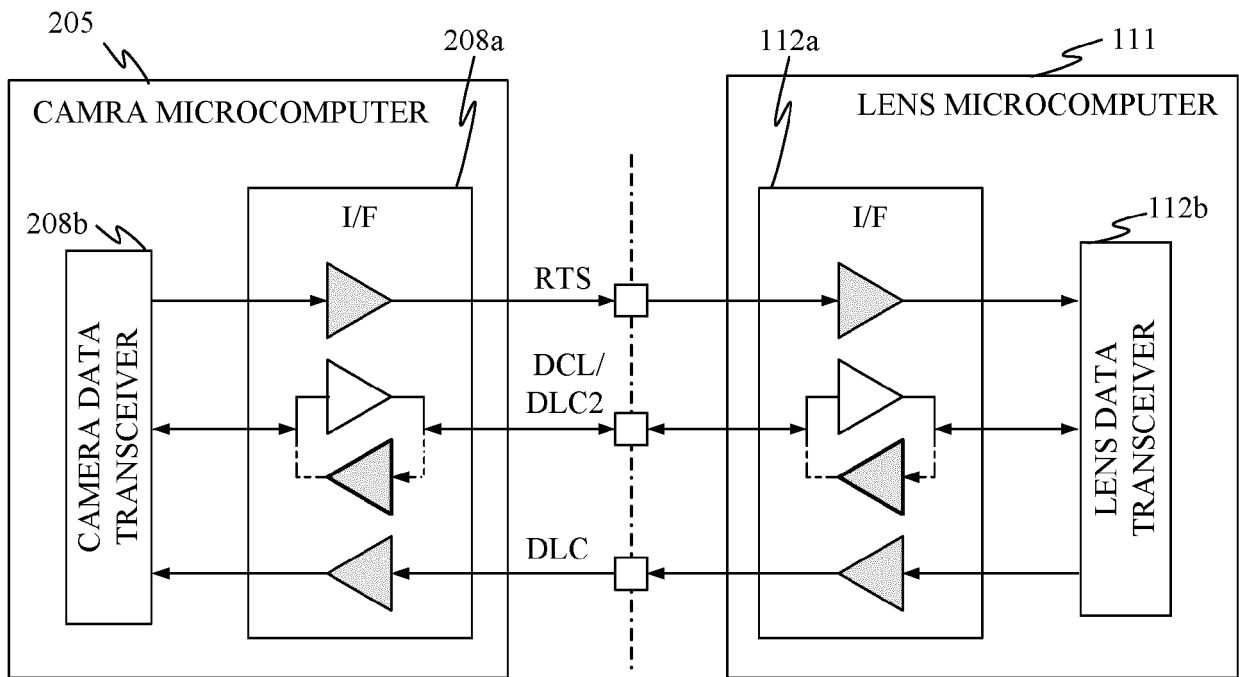 205
208a
112a
111
CAMRA MICROCOMPUTER
LENS MICROCOMPUTER
208b
I/F
I/F
112b
RTS
DCL/
DLC2
DLC
CAMERA DATA
TRANSCEIVER
LENS DATA
TRANSCEIVER